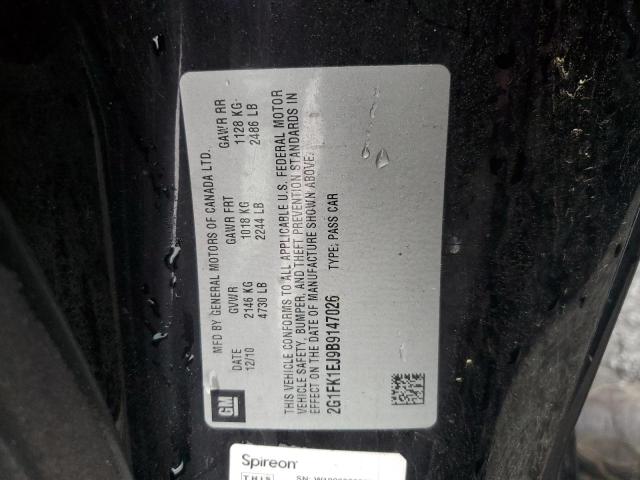 GM
MFD BY GENERAL MOTORS OF CANADA LTD.
DATE GVWR GAWR FRT GAWR RR
12/10 2146 KG 1018 KG 1128 KG
4730 LB 2244 LB 2486 LB
THIS VEHICLE CONFORMS TO ALL APPLICABLE U.S. FEDERAL MOTOR
VEHICLE SAFETY, BUMPER, AND THEFT PREVENTION STANDARDS IN
EFFECT ON THE DATE OF MANUFACTURE SHOWN ABOVE.
2G1FK1EJ9B9147026 TYPE: PASS CAR
Spireon
THIS SN: